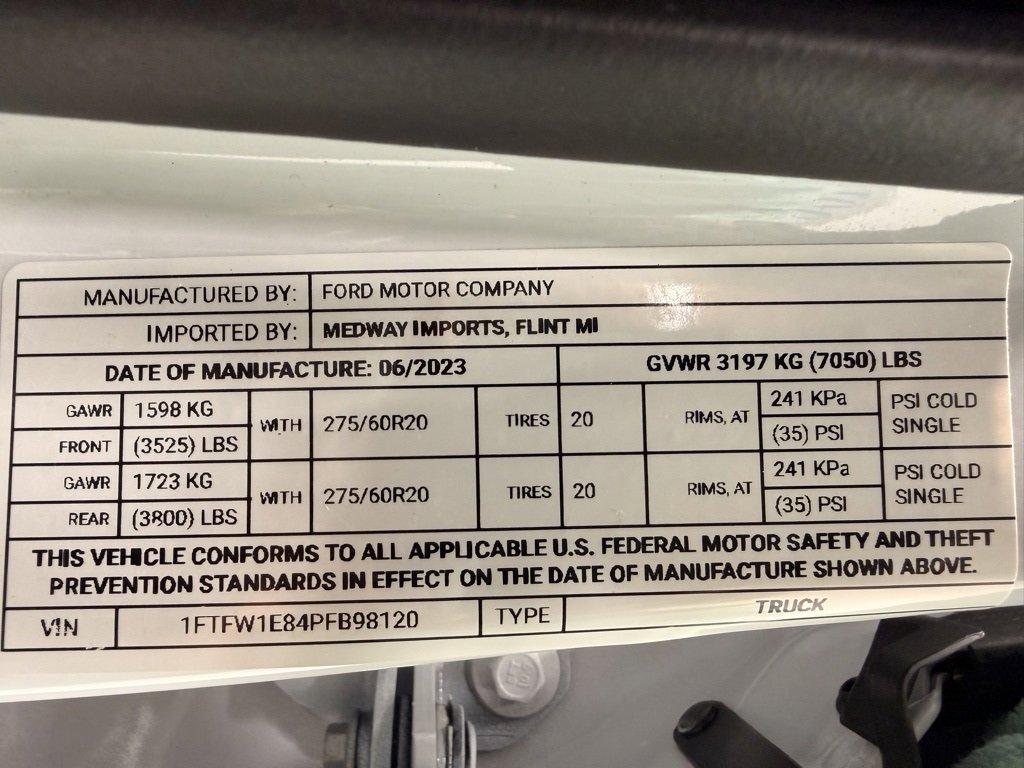 MANUFACTURED BY: FORD MOTOR COMPANY
IMPORTED BY: MEDWAY IMPORTS, FLINT MI
DATE OF MANUFACTURE: 06/2023 GVWR 3197 KG (7050) LBS
GAWR FRONT 1598 KG (3525) LBS WITH 275/60R20 TIRES 20 RIMS, AT 241 KPa (35) PSI PSI COLD SINGLE
GAWR REAR 1723 KG (3800) LBS WITH 275/60R20 TIRES 20 RIMS, AT 241 KPa (35) PSI PSI COLD SINGLE
THIS VEHICLE CONFORMS TO ALL APPLICABLE U.S. FEDERAL MOTOR SAFETY AND THEFT
PREVENTION STANDARDS IN EFFECT ON THE DATE OF MANUFACTURE SHOWN ABOVE.
VIN 1FTFW1E84PFB98120 TYPE TRUCK